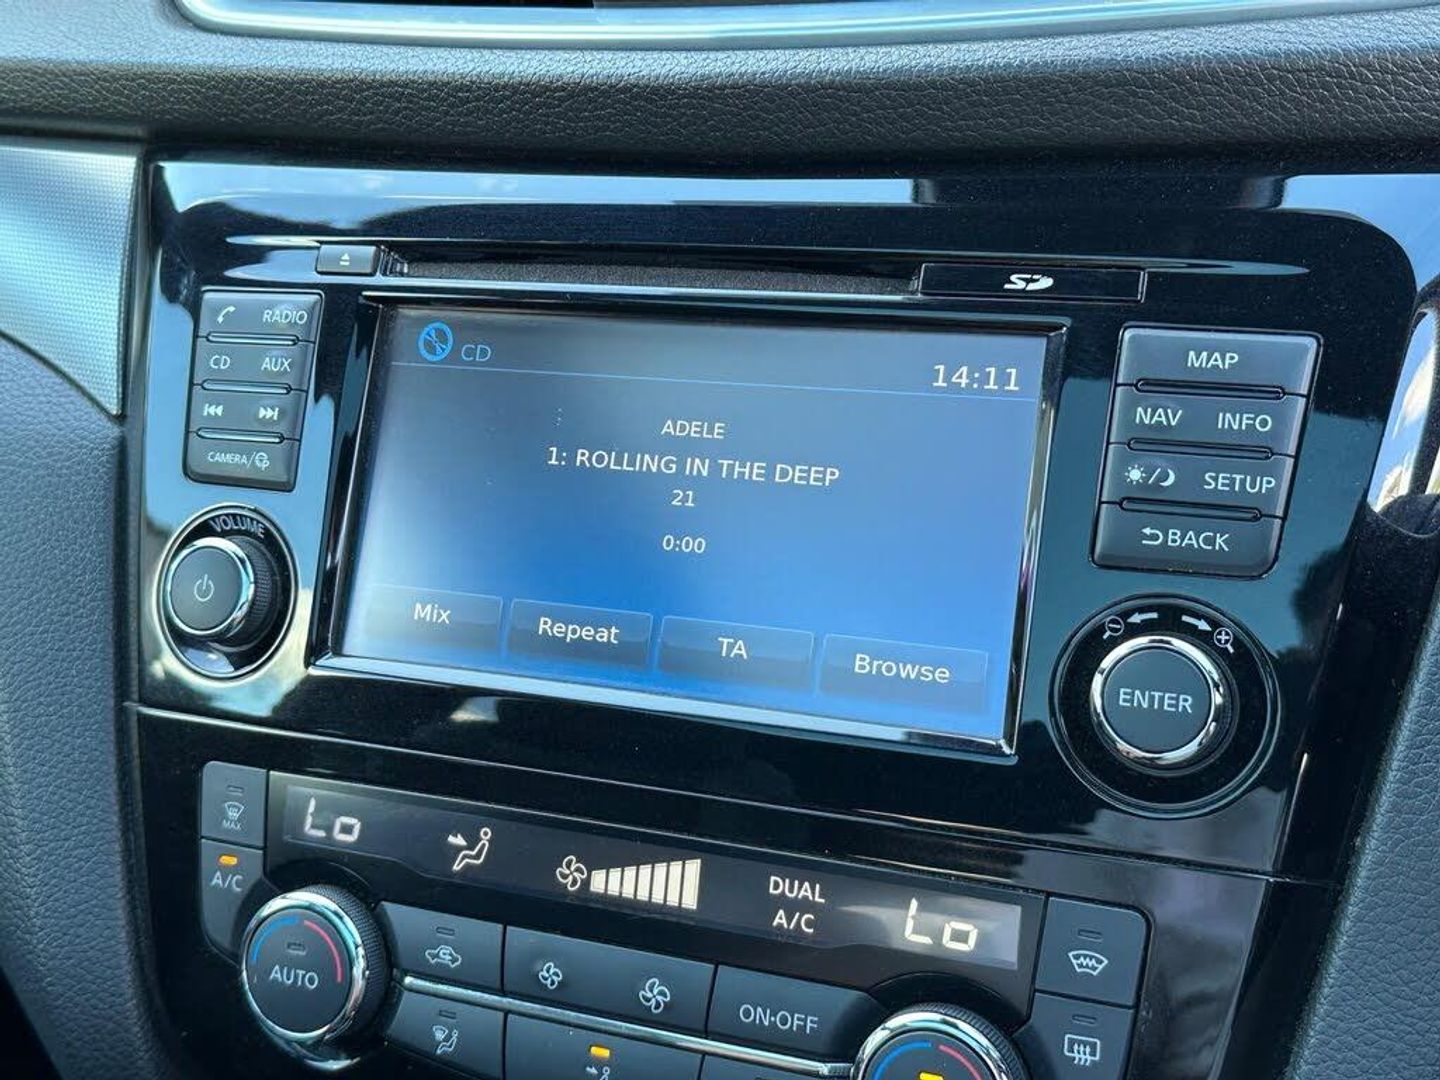 SD
RADIO
CD AUX
CAMERA/
VOLUME
CD
14:11
ADELE
1: ROLLING IN THE DEEP
21
0:00
Mix Repeat TA Browse
MAP
NAV INFO
SETUP
BACK
ENTER
MAX
A/C
Lo
DUAL
A/C
Lo
AUTO
ON·OFF